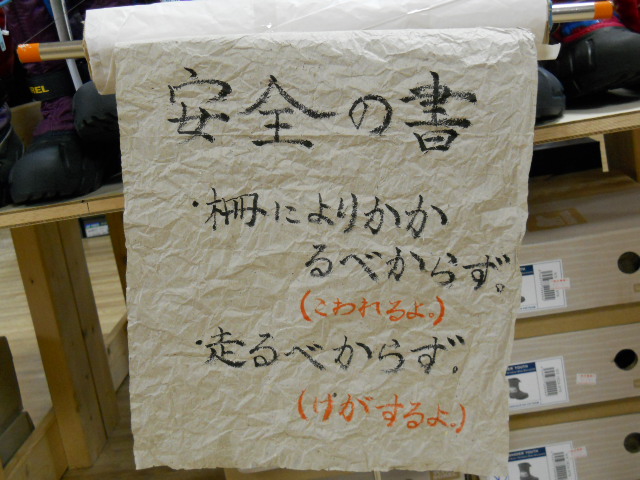 安全の書
・柵によりかか
るべからず。
(こわれるよ。)
・走るべからず。
(けがするよ。)